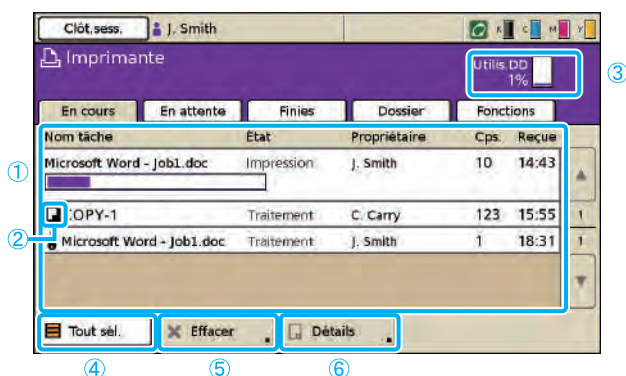 Clôt.sess. J. Smith K C M Y
Imprimante
Utilis.DD
1%
③
En cours En attente Finies Dossier Fonctions
Nom tâche État Propriétaire Cps. Reçue
① Microsoft Word - Job1.doc Impression J. Smith 10 14:43
COPY-1 Traitement C. Carry 123 15:55 1
② Microsoft Word - Job1.doc Traitement J. Smith 1 18:31 1
Tout sél. Effacer Détails
④ ⑤ ⑥